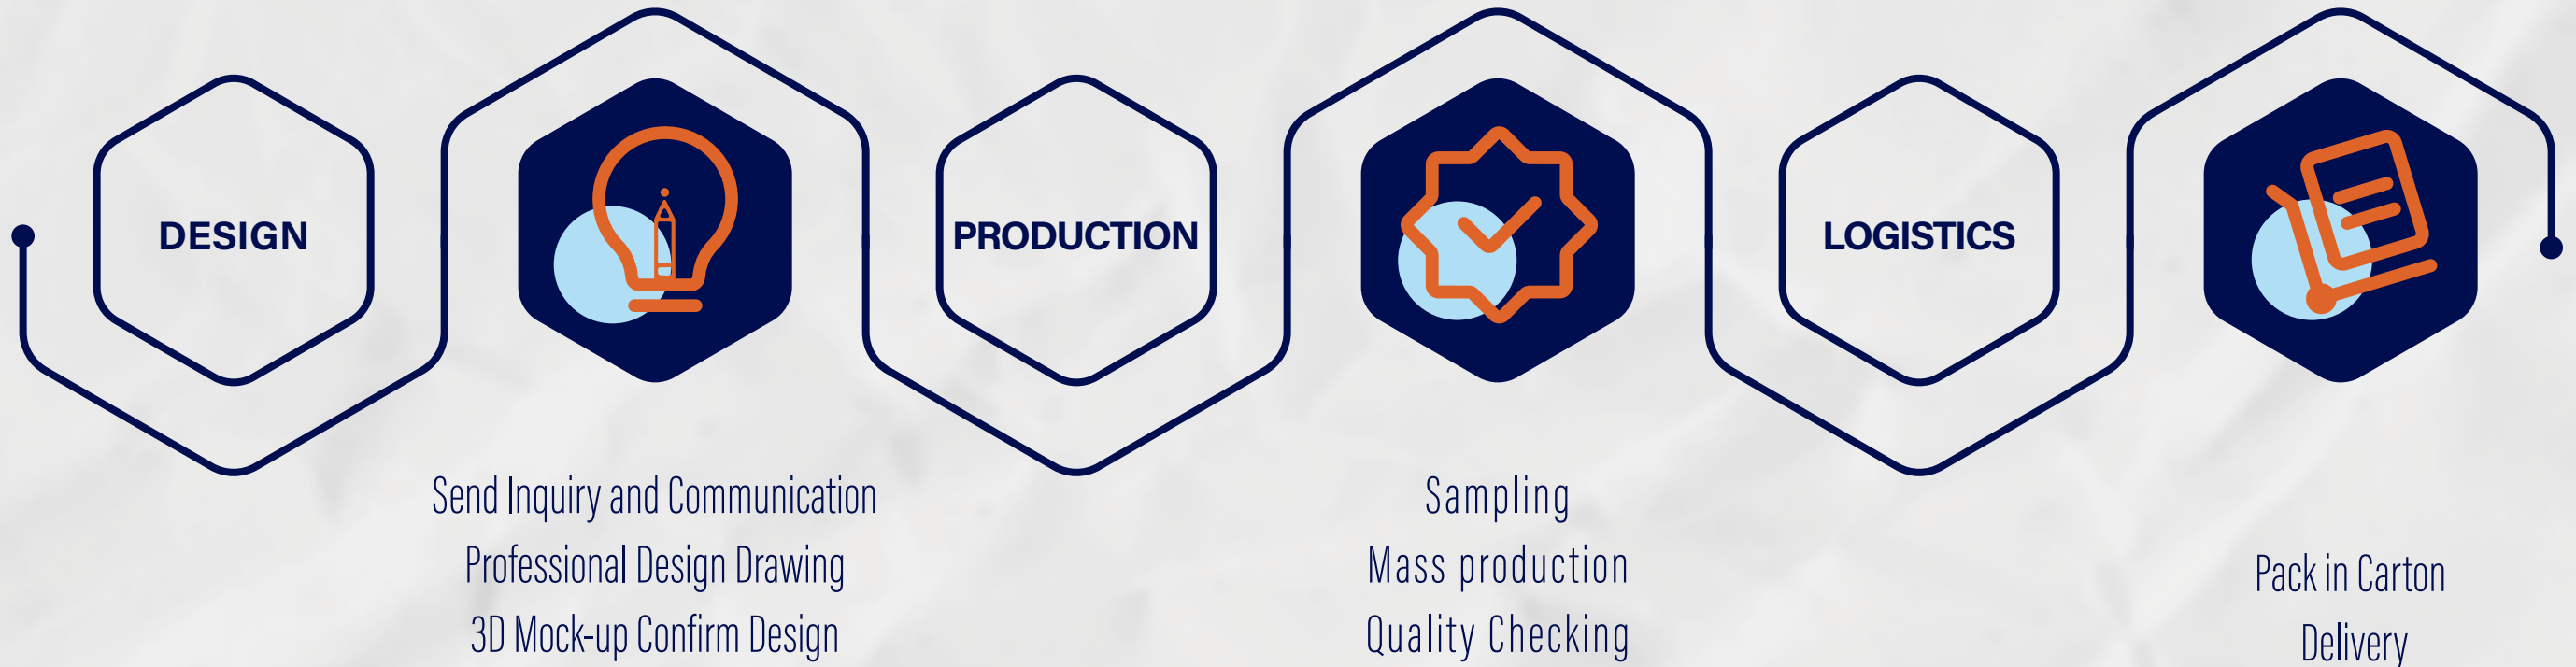 DESIGN
PRODUCTION
LOGISTICS
Send Inquiry and Communication
Professional Design Drawing
3D Mock-up Confirm Design
Sampling
Mass production
Quality Checking
Pack in Carton
Delivery